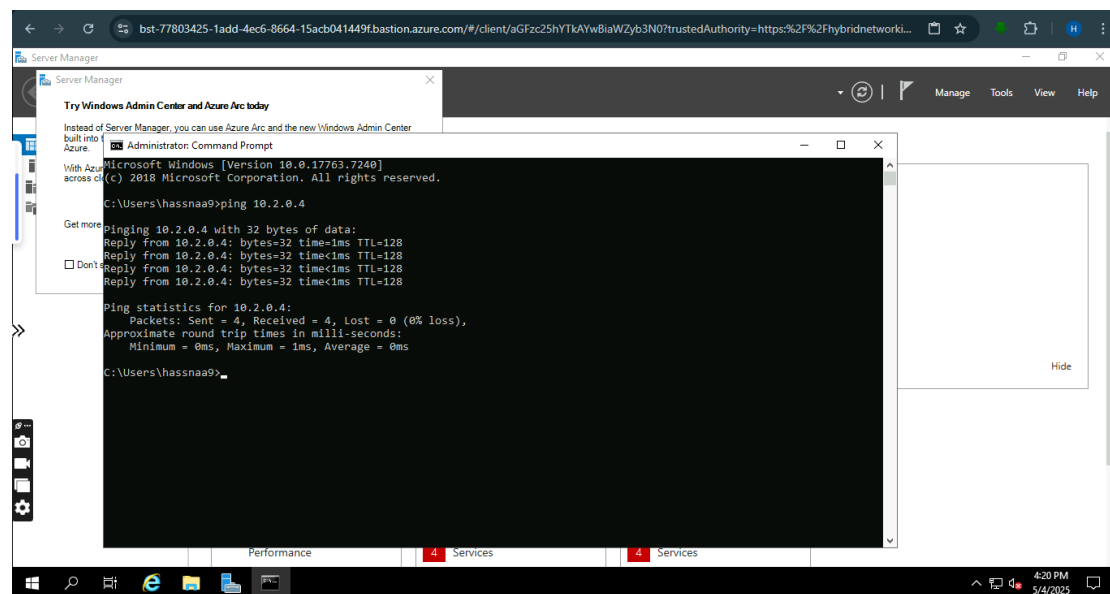 bst-77803425-1add-4ec6-8664-15acb041449f.bastion.azure.com/#/client/aGFzc25hYTkAYwBiaWZyb3N0?trustedAuthority=https:%2F%2Fhybridnetworki...
H
Server Manager
Server Manager
Manage Tools View Help
Try Windows Admin Center and Azure Arc today
Instead of Server Manager, you can use Azure Arc and the new Windows Admin Center
built into t
Azure.
With Azur
across cl
Get more
Don't s
Administrator: Command Prompt
Microsoft Windows [Version 10.0.17763.7240]
(c) 2018 Microsoft Corporation. All rights reserved.
C:\Users\hassnaa9>ping 10.2.0.4
Pinging 10.2.0.4 with 32 bytes of data:
Reply from 10.2.0.4: bytes=32 time=1ms TTL=128
Reply from 10.2.0.4: bytes=32 time<1ms TTL=128
Reply from 10.2.0.4: bytes=32 time<1ms TTL=128
Reply from 10.2.0.4: bytes=32 time<1ms TTL=128
Ping statistics for 10.2.0.4:
Packets: Sent = 4, Received = 4, Lost = 0 (0% loss),
Approximate round trip times in milli-seconds:
Minimum = 0ms, Maximum = 1ms, Average = 0ms
C:\Users\hassnaa9>
Hide
Performance
4 Services
4 Services
4:20 PM
5/4/2025